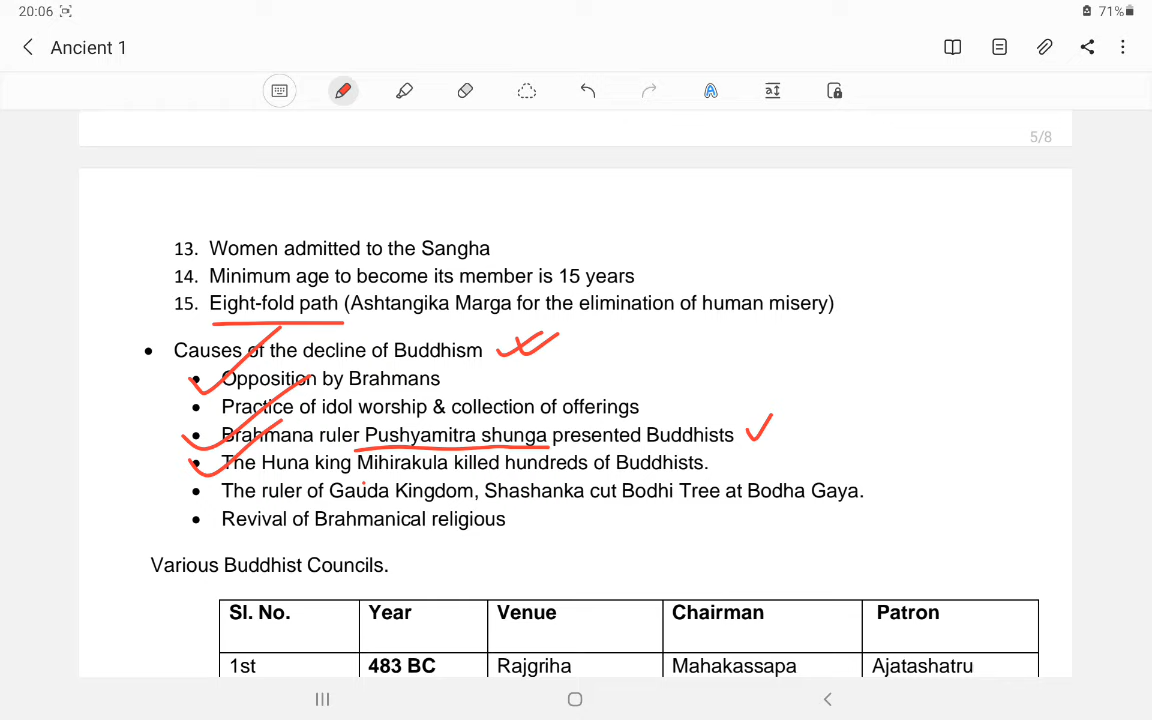 20:06 71%
Ancient 1
5/8
13. Women admitted to the Sangha
14. Minimum age to become its member is 15 years
15. Eight-fold path (Ashtangika Marga for the elimination of human misery)
• Causes of the decline of Buddhism
• Opposition by Brahmans
• Practice of idol worship & collection of offerings
• Brahmana ruler Pushyamitra shunga presented Buddhists
• The Huna king Mihirakula killed hundreds of Buddhists.
• The ruler of Gauda Kingdom, Shashanka cut Bodhi Tree at Bodha Gaya.
• Revival of Brahmanical religious
Various Buddhist Councils.
Sl. No. Year Venue Chairman Patron
1st 483 BC Rajgriha Mahakassapa Ajatashatru